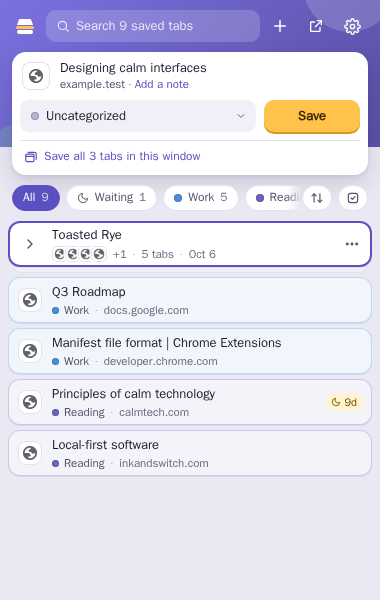 Search 9 saved tabs
Designing calm interfaces
example.test · Add a note
Uncategorized
Save
Save all 3 tabs in this window
All 9
Waiting 1
Work 5
Toasted Rye
+1 · 5 tabs · Oct 6
Q3 Roadmap
Work · docs.google.com
Manifest file format | Chrome Extensions
Work · developer.chrome.com
Principles of calm technology
Reading · calmtech.com
9d
Local-first software
Reading · inkandswitch.com